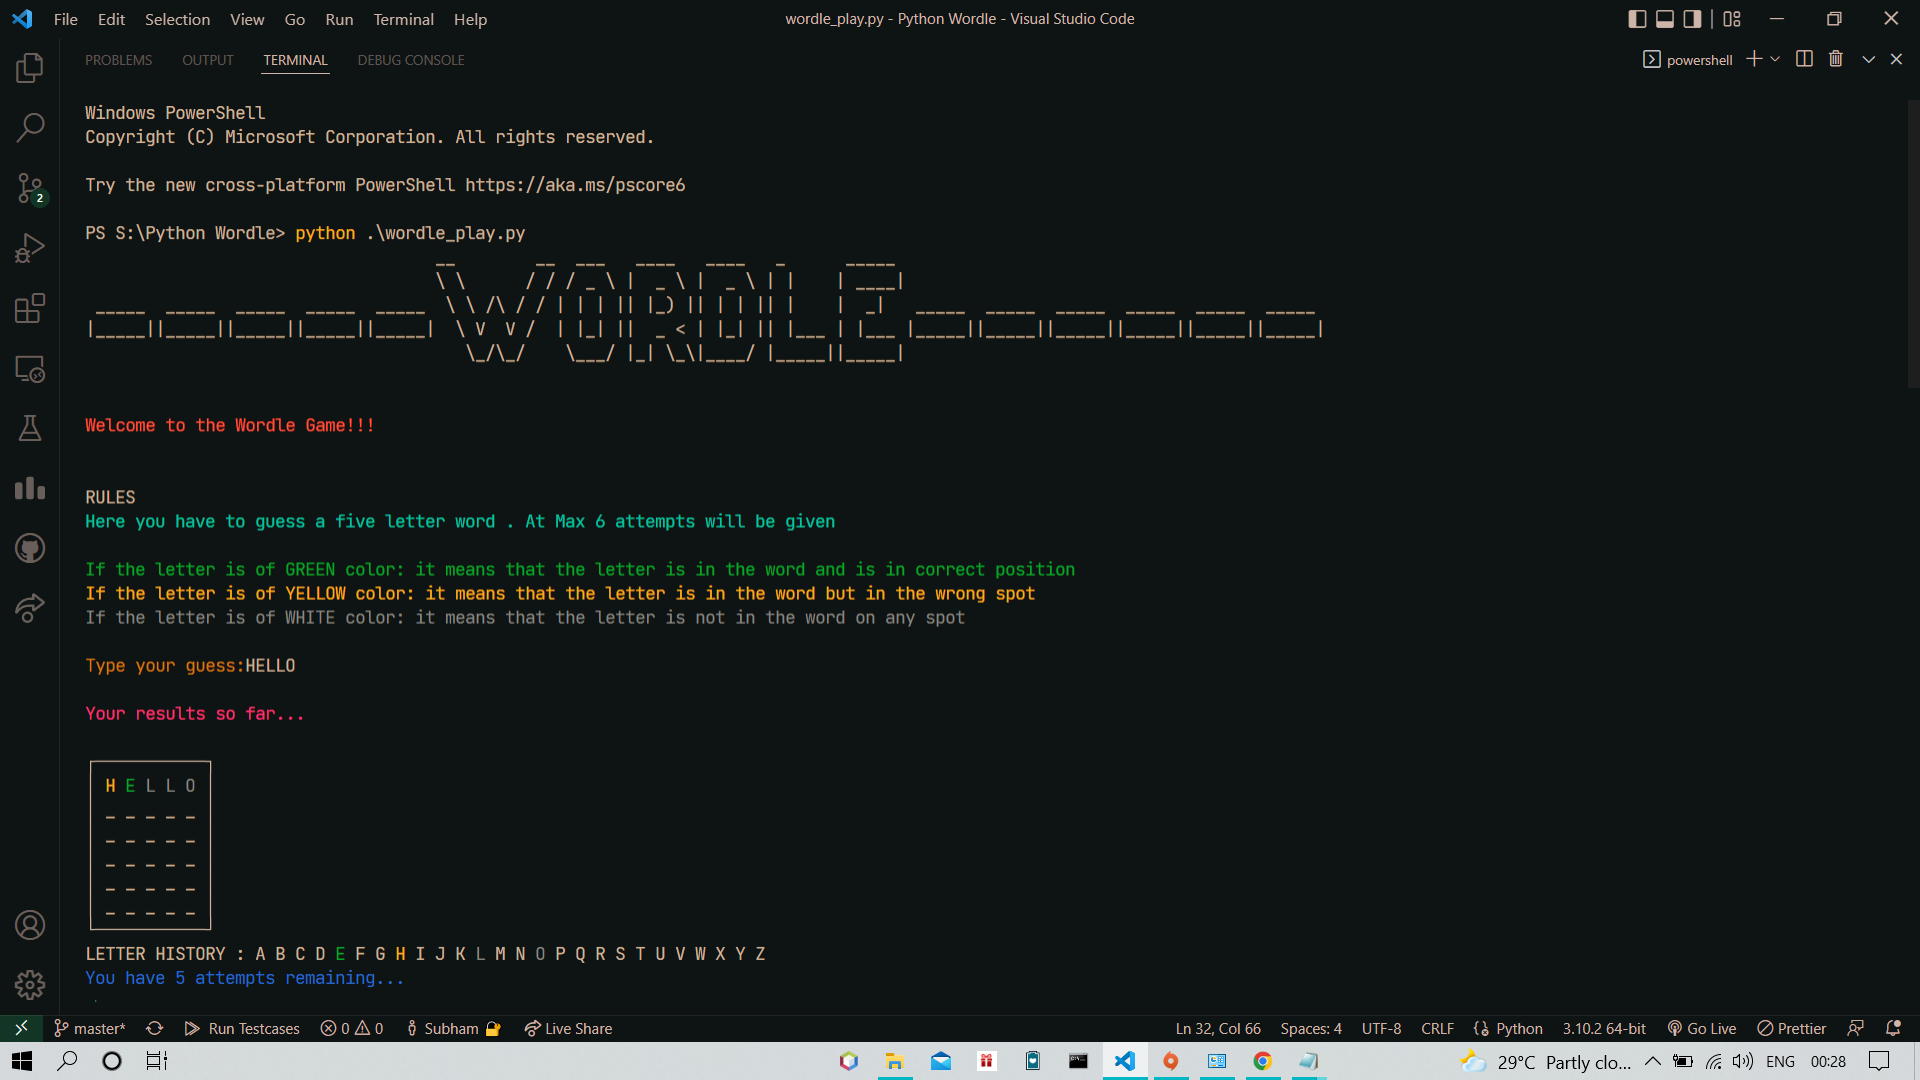 File Edit Selection View Go Run Terminal Help
wordle_play.py - Python Wordle - Visual Studio Code
PROBLEMS OUTPUT TERMINAL DEBUG CONSOLE
powershell
Windows PowerShell
Copyright (C) Microsoft Corporation. All rights reserved.
Try the new cross-platform PowerShell https://aka.ms/pscore6
PS S:\Python Wordle> python .\wordle_play.py
WORDLE
Welcome to the Wordle Game!!!
RULES
Here you have to guess a five letter word . At Max 6 attempts will be given
If the letter is of GREEN color: it means that the letter is in the word and is in correct position
If the letter is of YELLOW color: it means that the letter is in the word but in the wrong spot
If the letter is of WHITE color: it means that the letter is not in the word on any spot
Type your guess:HELLO
Your results so far...
H E L L O
- - - - -
- - - - -
- - - - -
- - - - -
- - - - -
LETTER HISTORY : A B C D E F G H I J K L M N O P Q R S T U V W X Y Z
You have 5 attempts remaining...
2
master* Run Testcases 0 0 Subham Live Share Ln 32, Col 66 Spaces: 4 UTF-8 CRLF Python 3.10.2 64-bit Go Live Prettier
29°C Partly clo... ENG 00:28